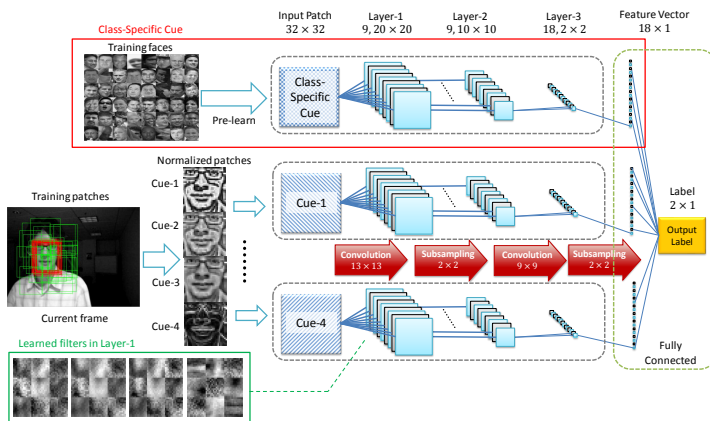 Class-Specific Cue
Training faces
Input Patch
32 × 32
Layer-1
9, 20 × 20
Layer-2
9, 10 × 10
Layer-3
18, 2 × 2
Feature Vector
18 × 1
Pre-learn
Class-
Specific
Cue
Normalized patches
Training patches
Cue-1
Cue-2
Cue-3
Cue-4
Current frame
Cue-1
Convolution
13 × 13
Subsamping
2 × 2
Convolution
9 × 9
Subsamping
2 × 2
Cue-4
Label
2 × 1
Output
Label
Fully
Connected
Learned filters in Layer-1